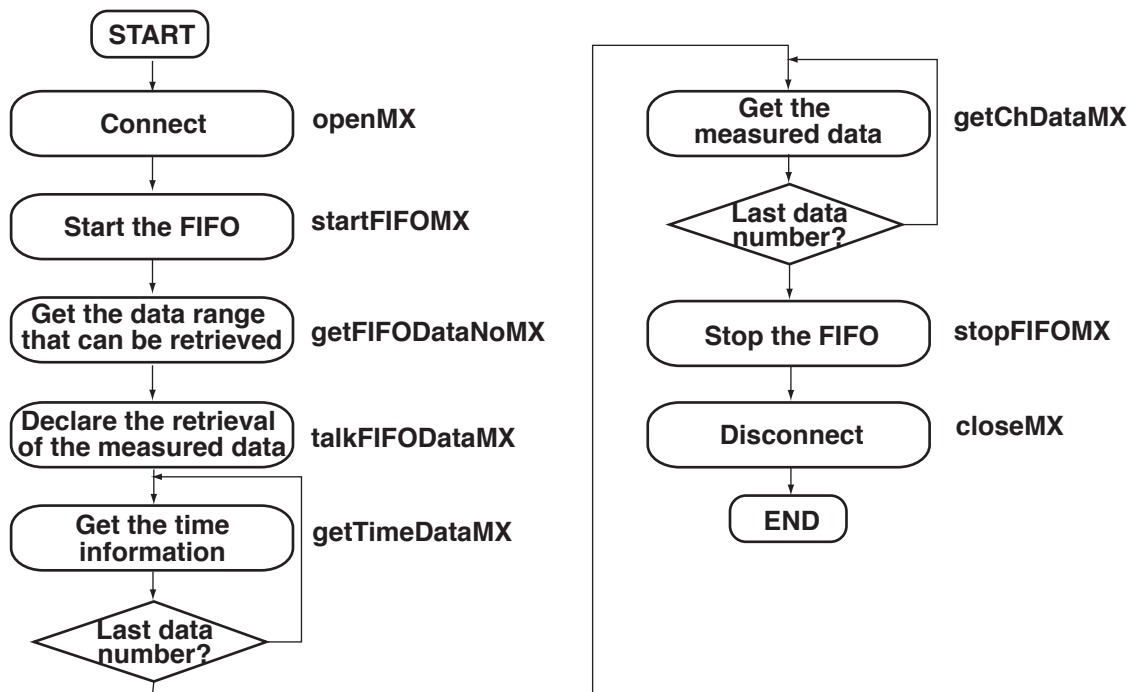 START
Connect
openMX
Start the FIFO
startFIFOMX
Get the data range
that can be retrieved
getFIFODataNoMX
Declare the retrieval
of the measured data
talkFIFODataMX
Get the time
information
getTimeDataMX
Last data
number?
Get the
measured data
getChDataMX
Last data
number?
Stop the FIFO
stopFIFOMX
Disconnect
closeMX
END